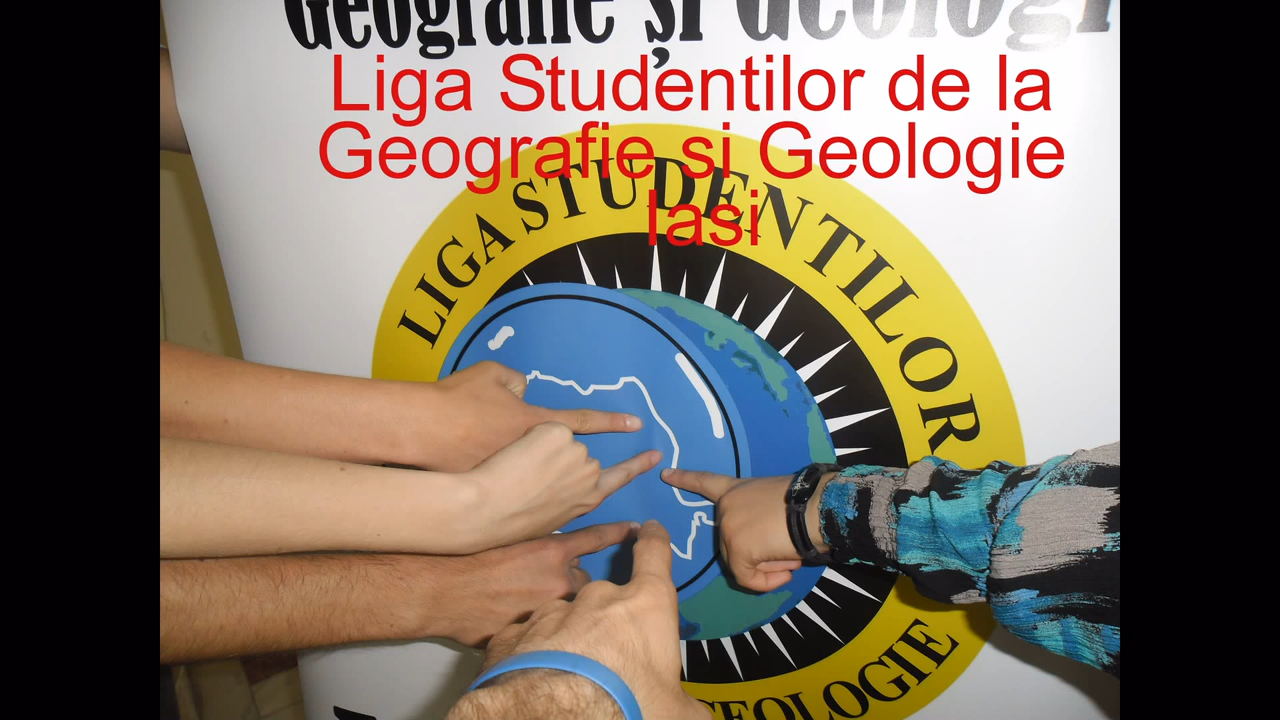 Geografie și Geologi
Liga Studentilor de la
Geografie si Geologie
Iasi
LIGA STUDENTILOR
GEOLOGIE